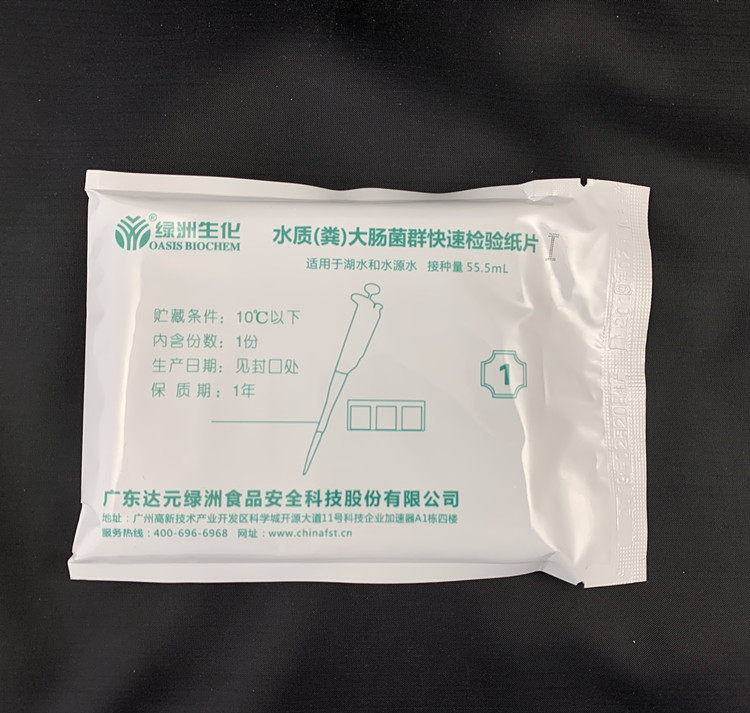 绿洲生化®
OASIS BIOCHEM
水质(粪)大肠菌群快速检验纸片 I
适用于湖水和水源水 接种量 55.5mL
贮藏条件：10℃以下
内含份数：1份
生产日期：见封口处
保质期：1年
1
广东达元绿洲食品安全科技股份有限公司
地址：广州高新技术产业开发区科学城开源大道11号科技企业加速器A1栋四楼
服务热线：400-696-6968 网址：www.chinafst.cn